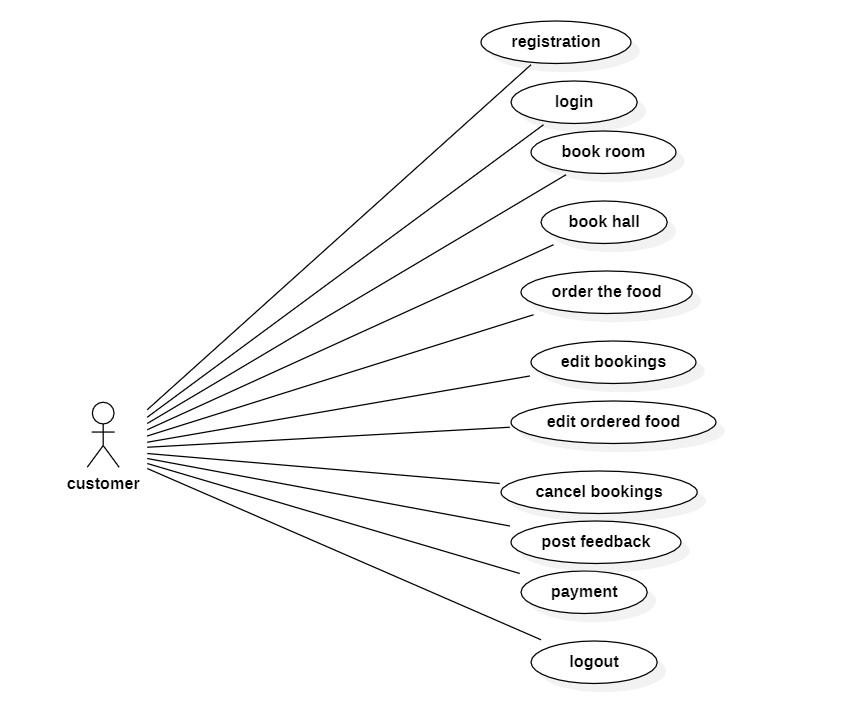 registration
login
book room
book hall
order the food
edit bookings
edit ordered food
customer
cancel bookings
post feedback
payment
logout